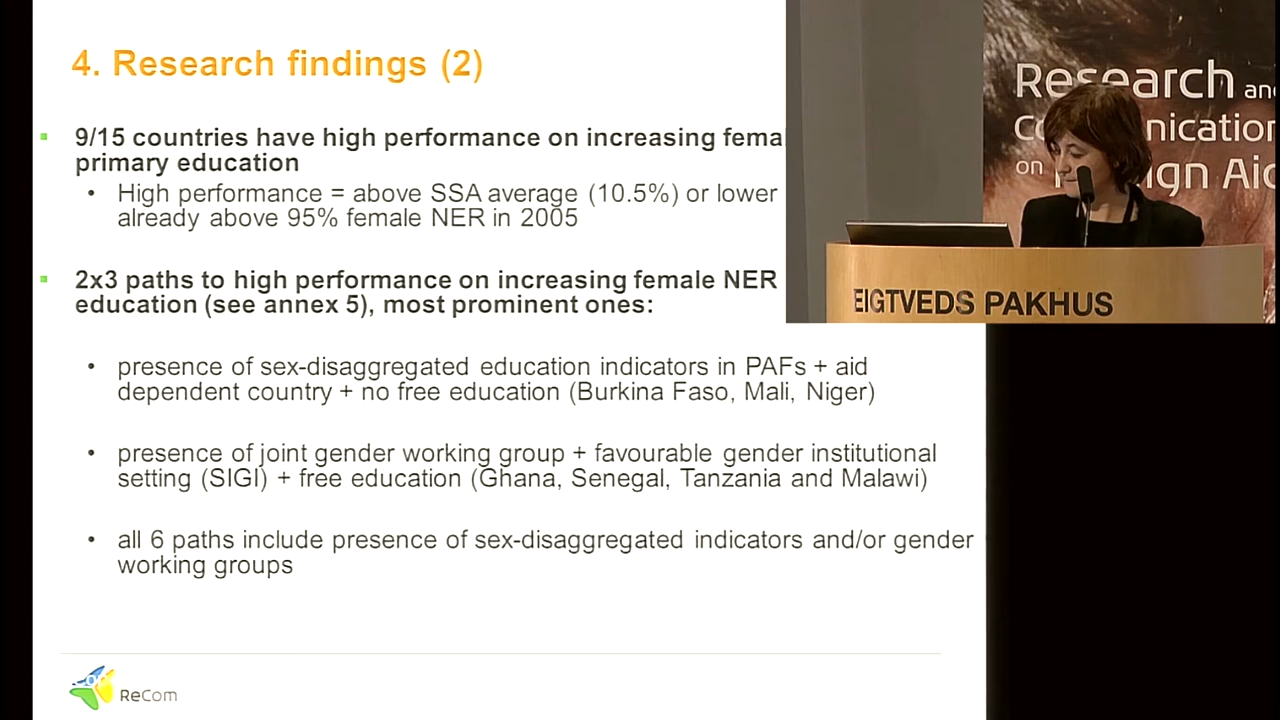 4. Research findings (2)
9/15 countries have high performance on increasing
primary education
• High performance = above SSA average (10.5%) or lower
already above 95% female NER in 2005
2x3 paths to high performance on increasing female NER
education (see annex 5), most prominent ones:
• presence of sex-disaggregated education indicators in PAFs + aid
dependent country + no free education (Burkina Faso, Mali, Niger)
• presence of joint gender working group + favourable gender institutional
setting (SIGI) + free education (Ghana, Senegal, Tanzania and Malawi)
• all 6 paths include presence of sex-disaggregated indicators and/or gender
working groups
ReCom
Research
on
EIGTVEDS PAKHUS